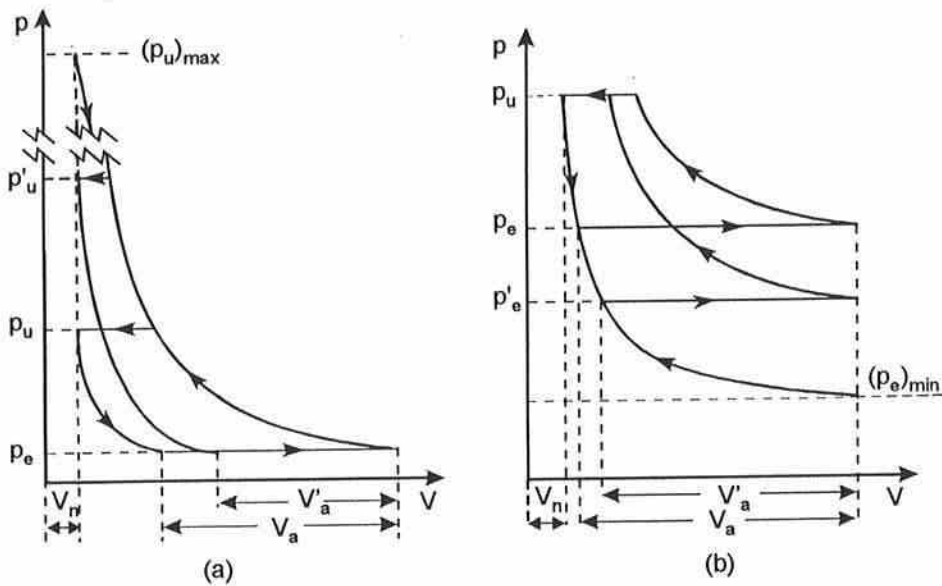 p
(pu)max
p'u
pu
pe
Vn
V'a
Va
V
(a)
p
pu
pe
p'e
(pe)min
Vn
V'a
Va
V
(b)